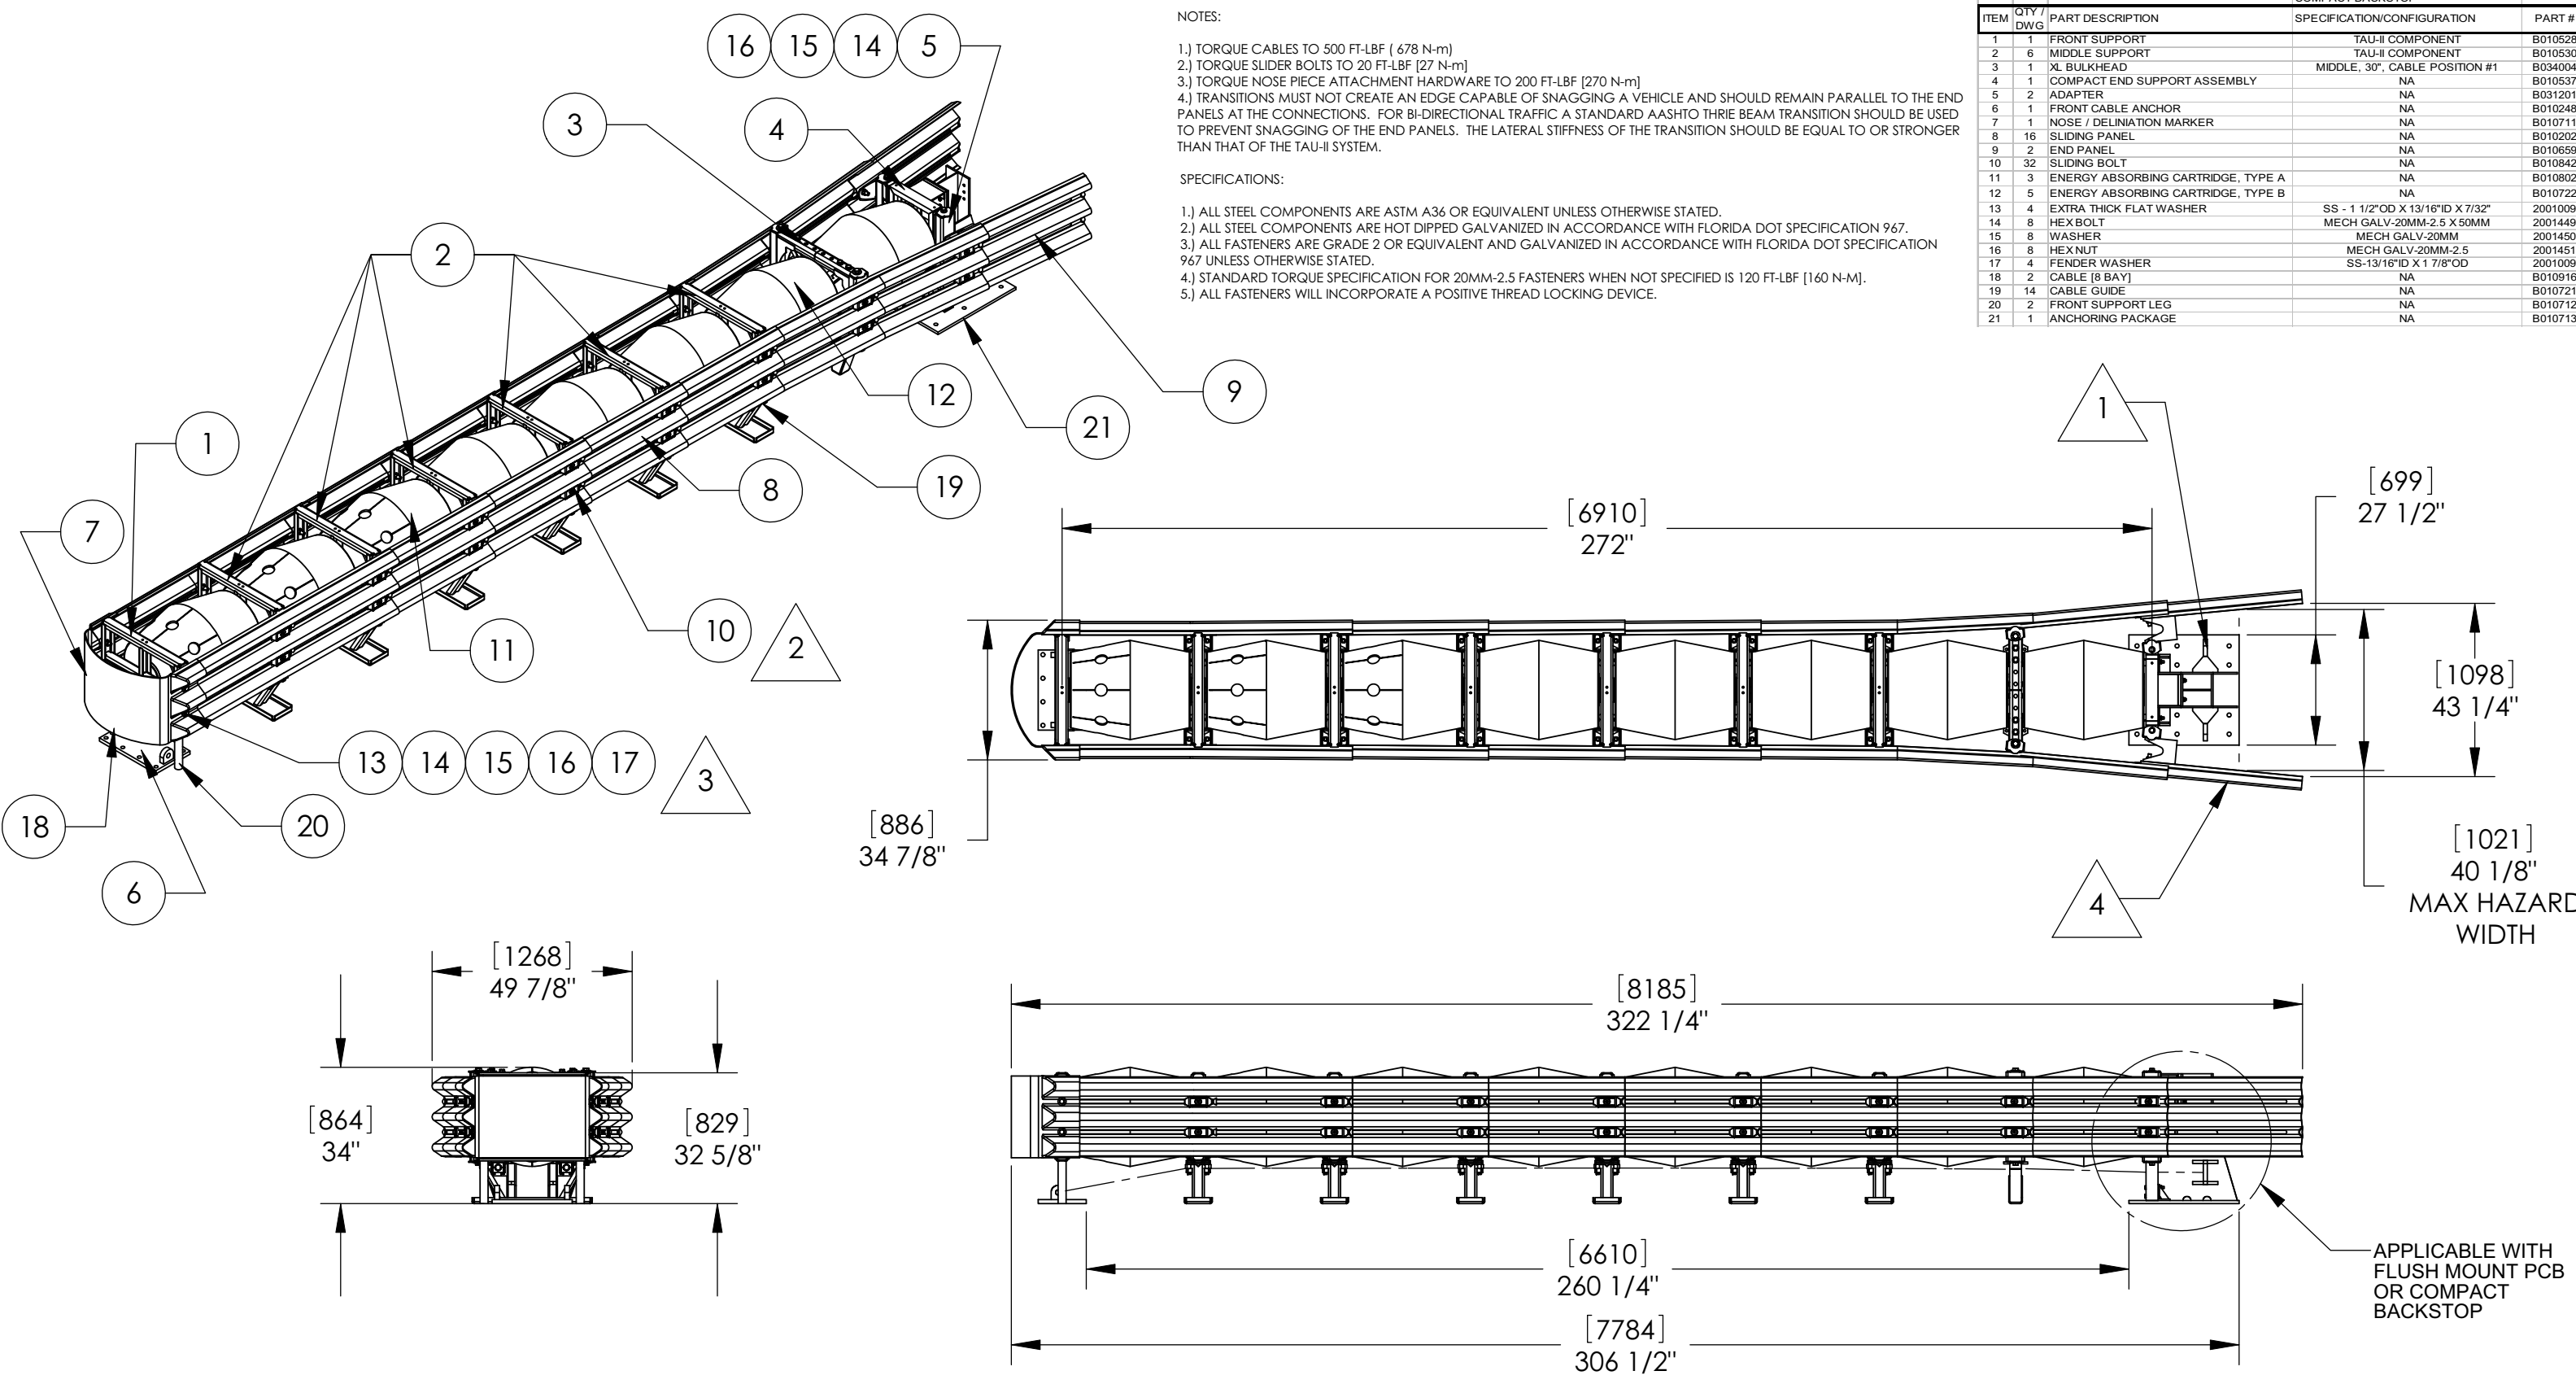 NOTES:
1.) TORQUE CABLES TO 500 FT-LBF ( 678 N-m)
2.) TORQUE SLIDER BOLTS TO 20 FT-LBF [27 N-m]
3.) TORQUE NOSE PIECE ATTACHMENT HARDWARE TO 200 FT-LBF [270 N-m]
4.) TRANSITIONS MUST NOT CREATE AN EDGE CAPABLE OF SNAGGING A VEHICLE AND SHOULD REMAIN PARALLEL TO THE END
PANELS AT THE CONNECTIONS. FOR BI-DIRECTIONAL TRAFFIC A STANDARD AASHTO THRIE BEAM TRANSITION SHOULD BE USED
TO PREVENT SNAGGING OF THE END PANELS. THE LATERAL STIFFNESS OF THE TRANSITION SHOULD BE EQUAL TO OR STRONGER
THAN THAT OF THE TAU-II SYSTEM.
SPECIFICATIONS:
1.) ALL STEEL COMPONENTS ARE ASTM A36 OR EQUIVALENT UNLESS OTHERWISE STATED.
2.) ALL STEEL COMPONENTS ARE HOT DIPPED GALVANIZED IN ACCORDANCE WITH FLORIDA DOT SPECIFICATION 967.
3.) ALL FASTENERS ARE GRADE 2 OR EQUIVALENT AND GALVANIZED IN ACCORDANCE WITH FLORIDA DOT SPECIFICATION
967 UNLESS OTHERWISE STATED.
4.) STANDARD TORQUE SPECIFICATION FOR 20MM-2.5 FASTENERS WHEN NOT SPECIFIED IS 120 FT-LBF [160 N-M].
5.) ALL FASTENERS WILL INCORPORATE A POSITIVE THREAD LOCKING DEVICE.
ITEM QTY / DWG PART DESCRIPTION SPECIFICATION/CONFIGURATION PART #
1 1 FRONT SUPPORT TAU-II COMPONENT B010528
2 6 MIDDLE SUPPORT TAU-II COMPONENT B010530
3 1 XL BULKHEAD MIDDLE, 30", CABLE POSITION #1 B034004
4 1 COMPACT END SUPPORT ASSEMBLY NA B010537
5 2 ADAPTER NA B031201
6 1 FRONT CABLE ANCHOR NA B010248
7 1 NOSE / DELINIATION MARKER NA B010711
8 16 SLIDING PANEL NA B010202
9 2 END PANEL NA B010659
10 32 SLIDING BOLT NA B010842
11 3 ENERGY ABSORBING CARTRIDGE, TYPE A NA B010802
12 5 ENERGY ABSORBING CARTRIDGE, TYPE B NA B010722
13 4 EXTRA THICK FLAT WASHER SS - 1 1/2"OD X 13/16"ID X 7/32" 2001009
14 8 HEX BOLT MECH GALV-20MM-2.5 X 50MM 2001449
15 8 WASHER MECH GALV-20MM 2001450
16 8 HEX NUT MECH GALV-20MM-2.5 2001451
17 4 FENDER WASHER SS-13/16"ID X 1 7/8"OD 2001009
18 2 CABLE [8 BAY] NA B010916
19 14 CABLE GUIDE NA B010721
20 2 FRONT SUPPORT LEG NA B010712
21 1 ANCHORING PACKAGE NA B010713
16 15 14 5
3
4
2
1
7
12
9
21
8
19
10
2
11
13 14 15 16 17
3
18
20
6
1
[699]
27 1/2"
[6910]
272"
[1098]
43 1/4"
[886]
34 7/8"
4
[1021]
40 1/8"
MAX HAZARD
WIDTH
[1268]
49 7/8"
[864]
34"
[829]
32 5/8"
[8185]
322 1/4"
[6610]
260 1/4"
[7784]
306 1/2"
APPLICABLE WITH
FLUSH MOUNT PCB
OR COMPACT
BACKSTOP